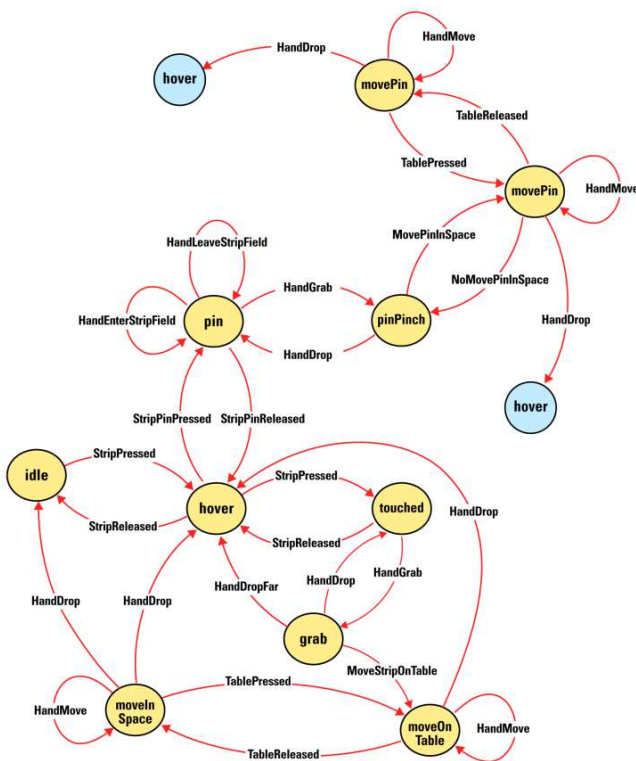 HandMove
HandDrop
hover
movePin
TableReleased
TablePressed
movePin
HandMove
MovePinInSpace
HandLeaveStripField
NoMovePinInSpace
HandGrab
HandEnterStripField
pin
pinPinch
HandDrop
HandDrop
hover
StripPinPressed
StripPinReleased
StripPressed
idle
StripPressed
hover
touched
HandDrop
StripReleased
StripReleased
HandGrab
HandDropFar
HandDrop
HandDrop
HandDrop
grab
MoveStripOnTable
TablePressed
moveIn
Space
HandMove
moveOn
Table
HandMove
TableReleased